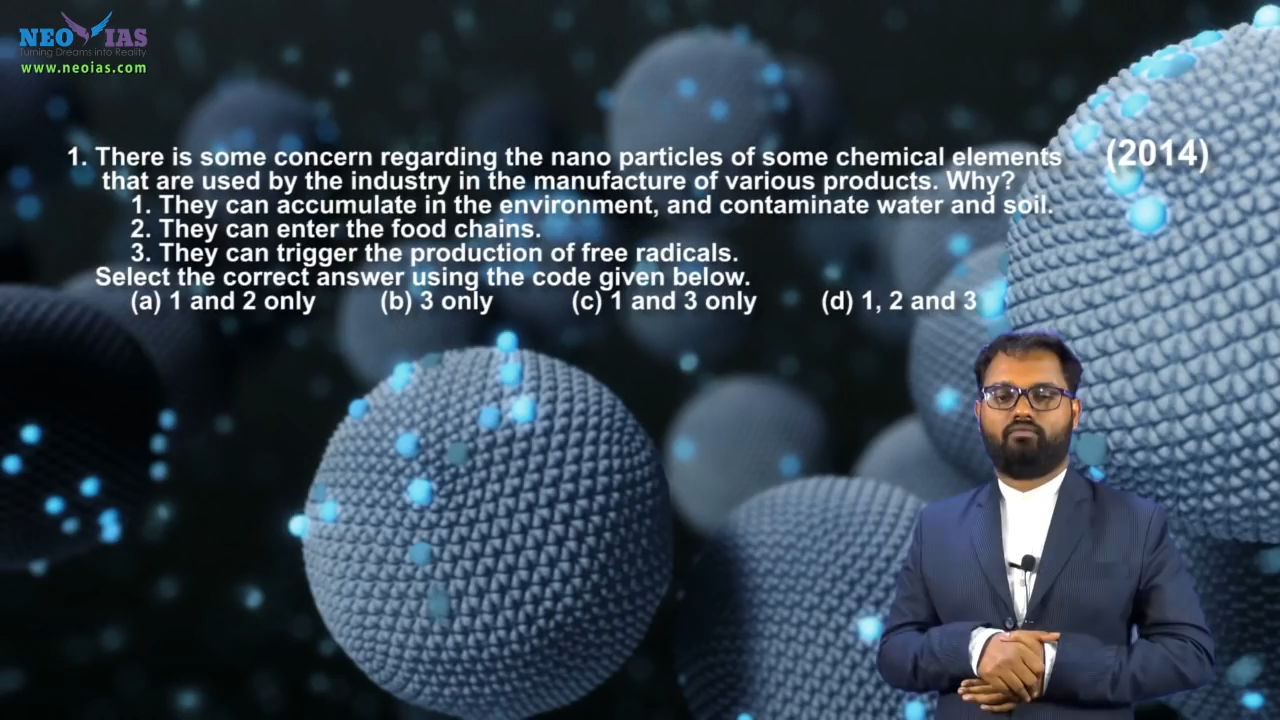 NEO IAS
Turning Dreams into Reality
www.neoias.com
1. There is some concern regarding the nano particles of some chemical elements (2014)
that are used by the industry in the manufacture of various products. Why?
1. They can accumulate in the environment, and contaminate water and soil.
2. They can enter the food chains.
3. They can trigger the production of free radicals.
Select the correct answer using the code given below.
(a) 1 and 2 only (b) 3 only (c) 1 and 3 only (d) 1, 2 and 3